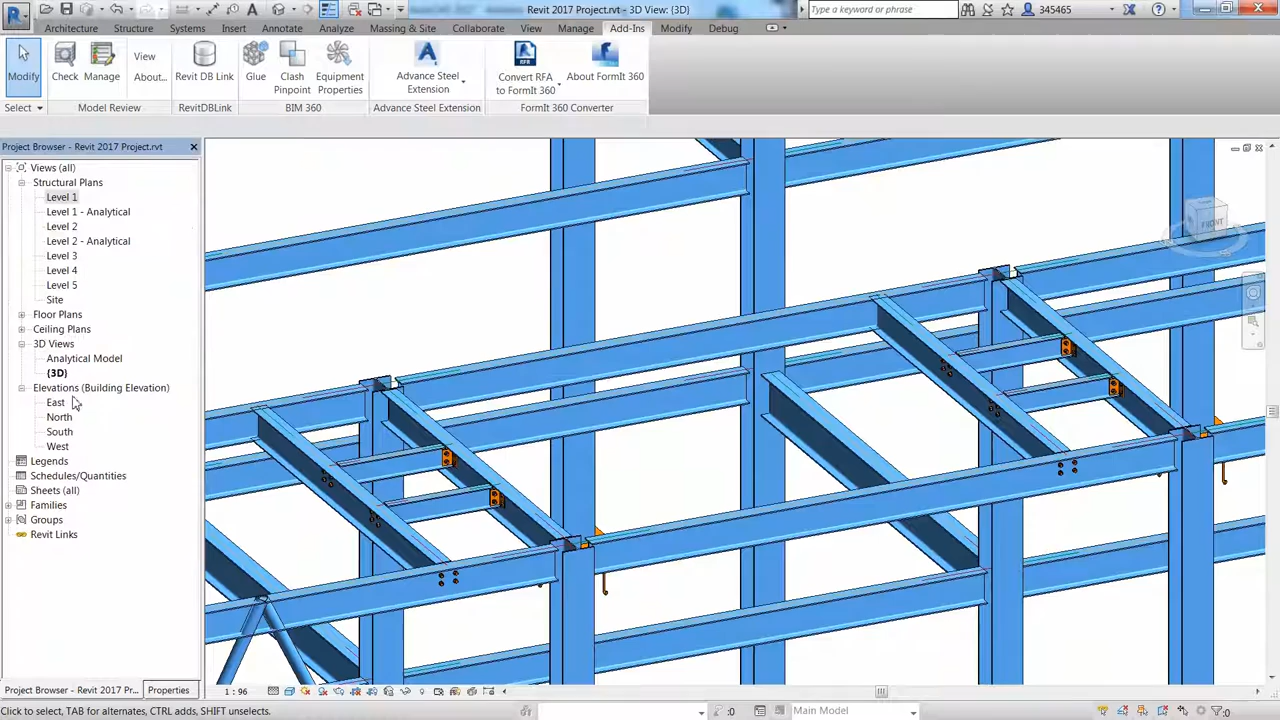 Revit 2017 Project.rvt - 3D View: {3D}
Type a keyword or phrase
345465
Architecture Structure Systems Insert Annotate Analyze Massing & Site Collaborate View Manage Add-Ins Modify Debug
Modify
Check
Manage
View
About...
Revit DB Link
Glue
Clash
Pinpoint
Equipment
Properties
Advance Steel
Extension
Convert RFA
to FormIt 360
About FormIt 360
Select
Model Review
RevitDBLink
BIM 360
Advance Steel Extension
FormIt 360 Converter
Project Browser - Revit 2017 Project.rvt
Views (all)
Structural Plans
Level 1
Level 1 - Analytical
Level 2
Level 2 - Analytical
Level 3
Level 4
Level 5
Site
Floor Plans
Ceiling Plans
3D Views
Analytical Model
{3D}
Elevations (Building Elevation)
East
North
South
West
Legends
Schedules/Quantities
Sheets (all)
Families
Groups
Revit Links
FRONT
Project Browser - Revit 2017 Pr...
Properties
1 : 96
Click to select, TAB for alternates, CTRL adds, SHIFT unselects.
:0
Main Model
:0